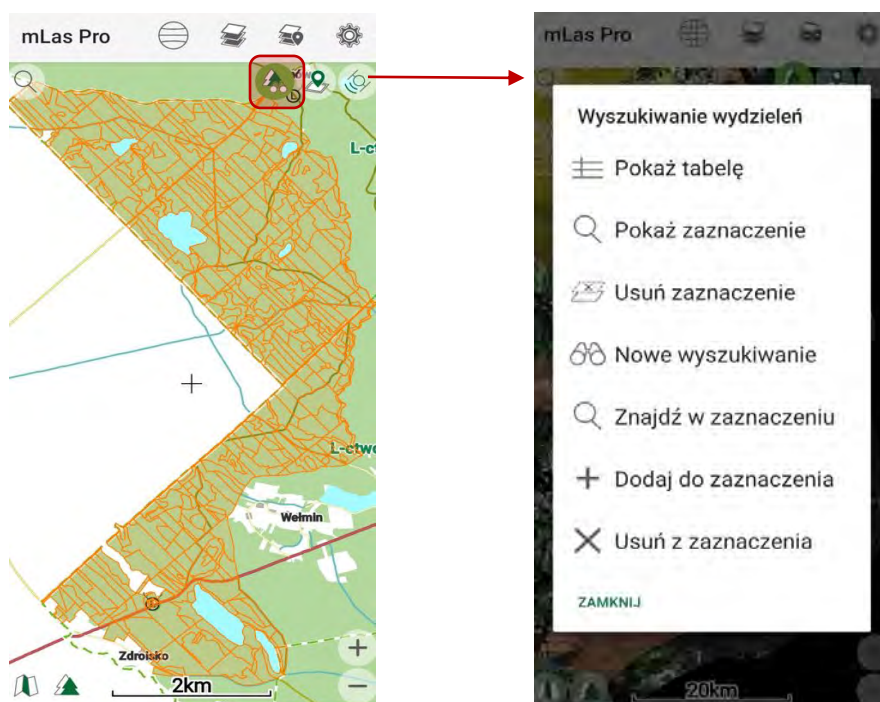 mLas Pro
L-ct
L-ctw
Wełmin
Zdroisko
2km
mLas Pro
Wyszukiwanie wydzieleń
Pokaż tabelę
Pokaż zaznaczenie
Usuń zaznaczenie
Nowe wyszukiwanie
Znajdź w zaznaczeniu
Dodaj do zaznaczenia
Usuń z zaznaczenia
ZAMKNIJ
20km